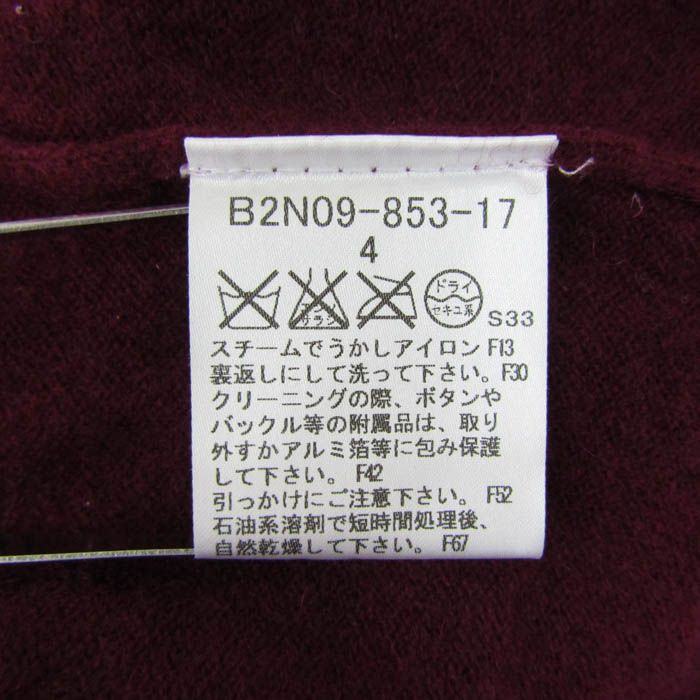 B2N09-853-17
4
エンソ
サラシ
ドライ
セキユ系
S33
スチームでうかしアイロン F13
裏返しにして洗って下さい。F30
クリーニングの際、ボタンや
バックル等の附属品は、取り
外すかアルミ箔等に包み保護
して下さい。 F42
引っかけにご注意下さい。 F52
石油系溶剤で短時間処理後、
自然乾燥して下さい。 F67